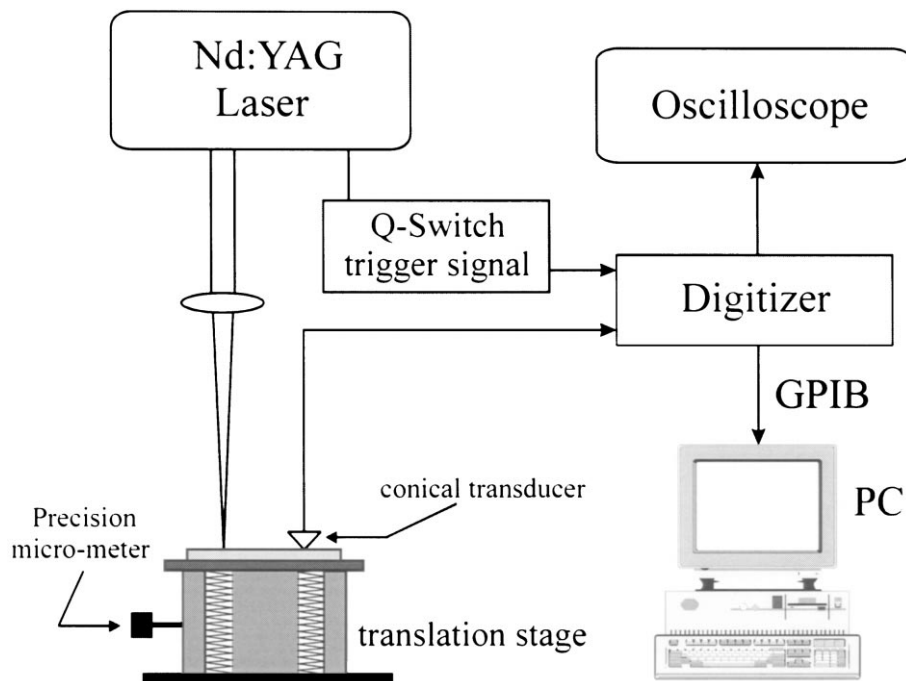 Nd:YAG
Laser
Oscilloscope
Q-Switch
trigger signal
Digitizer
GPIB
conical transducer
PC
Precision
micro-meter
translation stage